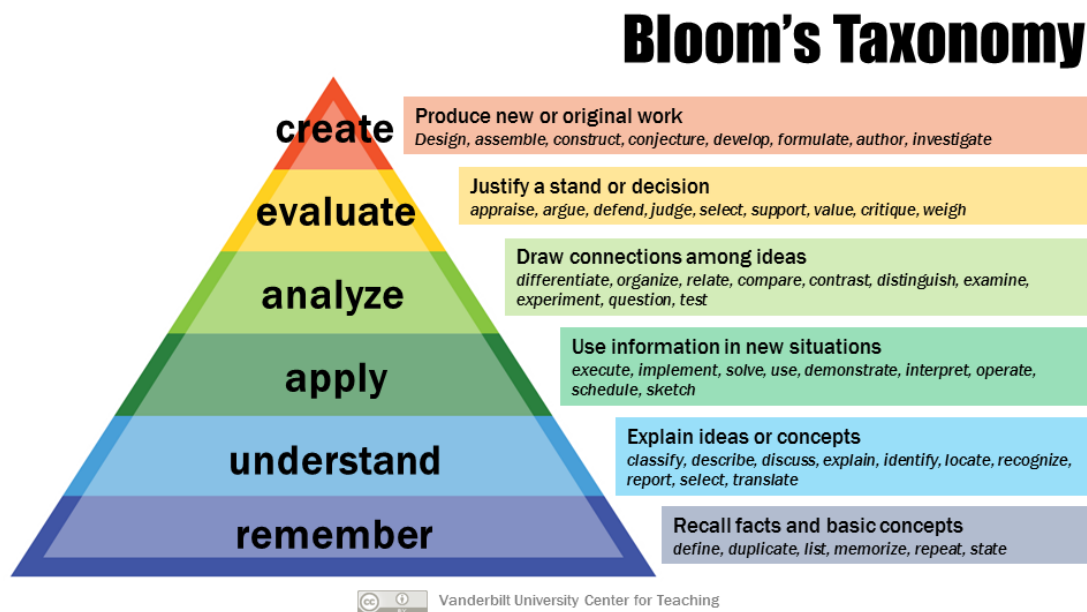 Bloom's Taxonomy
create
Produce new or original work
Design, assemble, construct, conjecture, develop, formulate, author, investigate
evaluate
Justify a stand or decision
appraise, argue, defend, judge, select, support, value, critique, weigh
analyze
Draw connections among ideas
differentiate, organize, relate, compare, contrast, distinguish, examine,
experiment, question, test
apply
Use information in new situations
execute, implement, solve, use, demonstrate, interpret, operate,
schedule, sketch
understand
Explain ideas or concepts
classify, describe, discuss, explain, identify, locate, recognize,
report, select, translate
remember
Recall facts and basic concepts
define, duplicate, list, memorize, repeat, state
cc
Vanderbilt University Center for Teaching